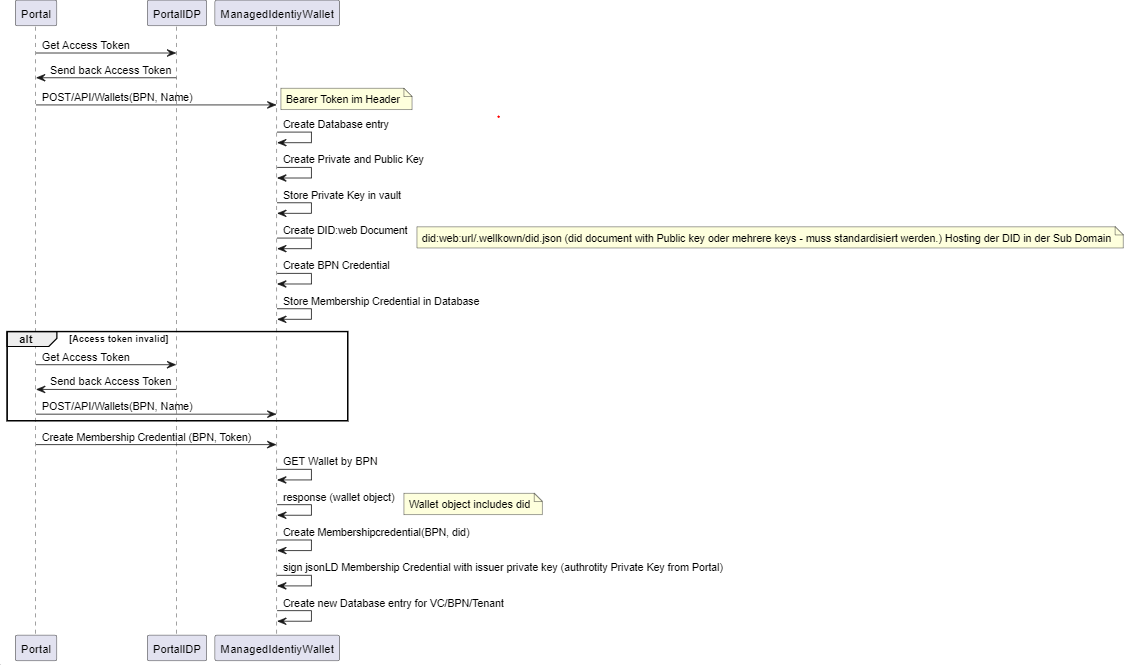 Portal PortalIDP ManagedIdentiyWallet
Get Access Token
Send back Access Token
POST/API/Wallets(BPN, Name)
Bearer Token im Header
Create Database entry
Create Private and Public Key
Store Private Key in vault
Create DID:web Document
did:web:url/.wellkown/did.json (did document with Public key oder mehrere keys - muss standardisiert werden.) Hosting der DID in der Sub Domain
Create BPN Credential
Store Membership Credential in Database
alt [Access token invalid]
Get Access Token
Send back Access Token
POST/API/Wallets(BPN, Name)
Create Membership Credential (BPN, Token)
GET Wallet by BPN
response (wallet object)
Wallet object includes did
Create Membershipcredential(BPN, did)
sign jsonLD Membership Credential with issuer private key (authrotity Private Key from Portal)
Create new Database entry for VC/BPN/Tenant
Portal PortalIDP ManagedIdentiyWallet